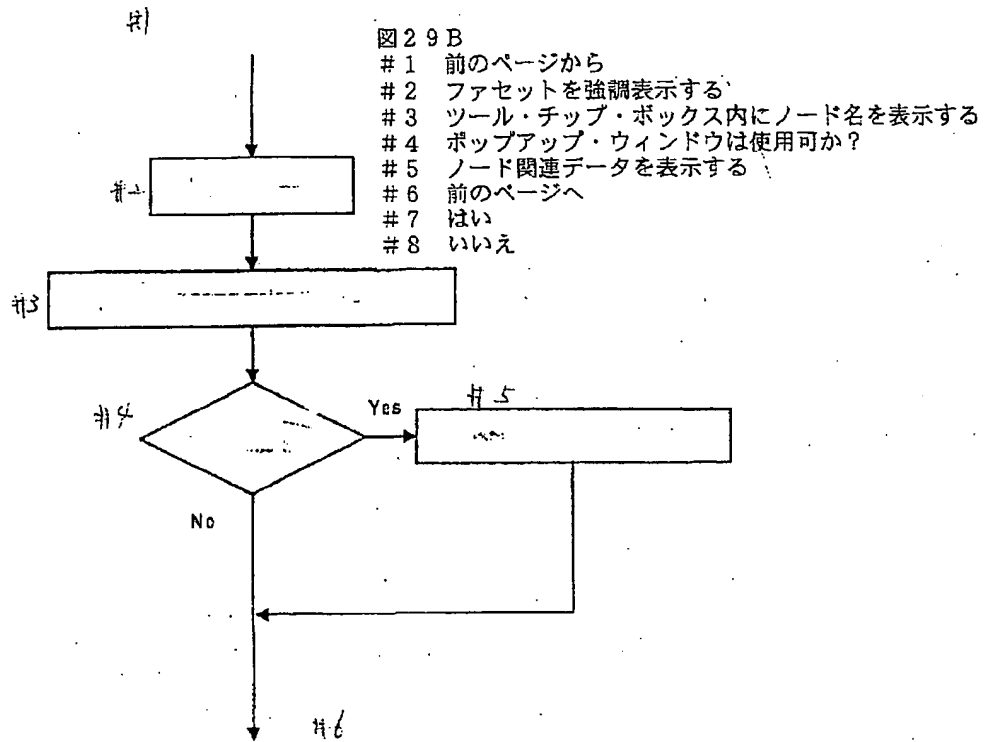 #1
図29B
#1 前のページから
#2 ファセットを強調表示する
#3 ツール・チップ・ボックス内にノード名を表示する
#4 ポップアップ・ウィンドウは使用可か?
#5 ノード関連データを表示する
#6 前のページへ
#7 はい
#8 いいえ
#2
#3
#4
Yes
#5
No
#6